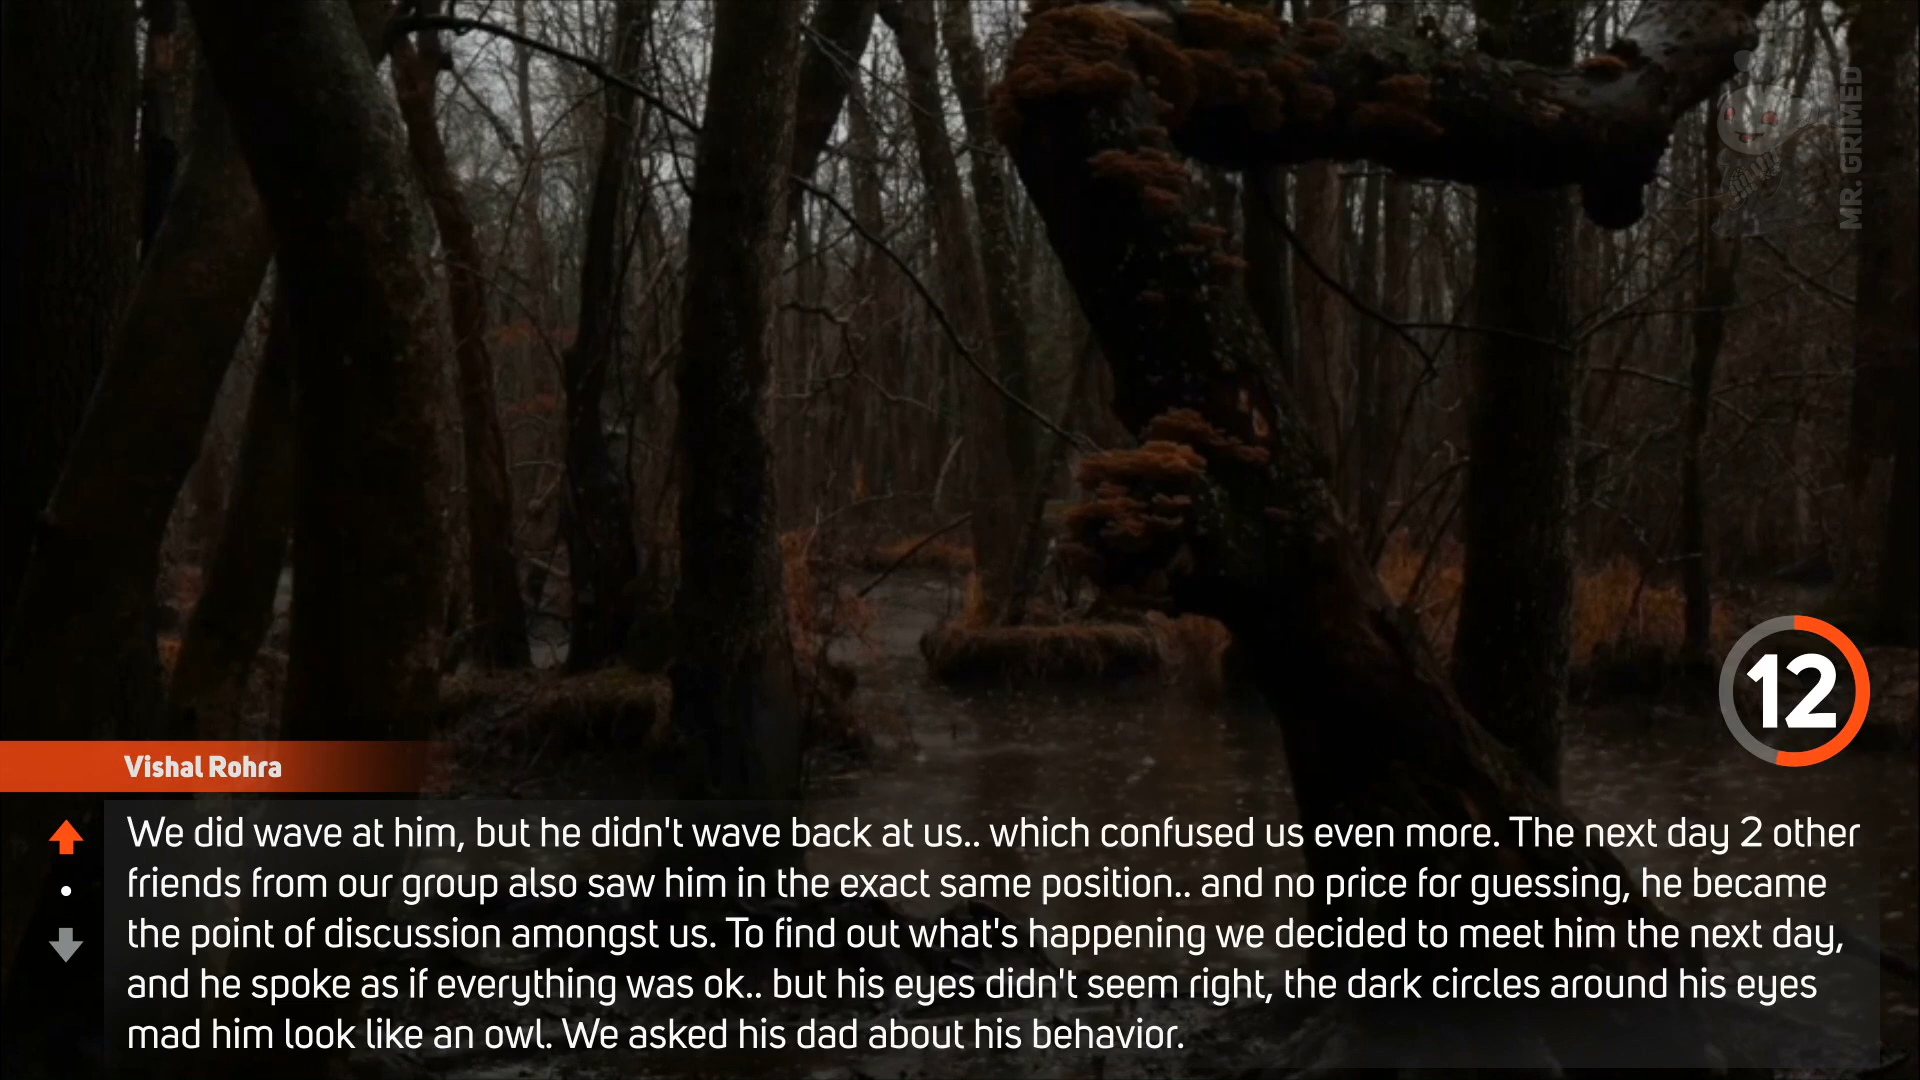 MR. GRIMED
12
Vishal Rohra
We did wave at him, but he didn't wave back at us.. which confused us even more. The next day 2 other
friends from our group also saw him in the exact same position.. and no price for guessing, he became
the point of discussion amongst us. To find out what's happening we decided to meet him the next day,
and he spoke as if everything was ok.. but his eyes didn't seem right, the dark circles around his eyes
mad him look like an owl. We asked his dad about his behavior.